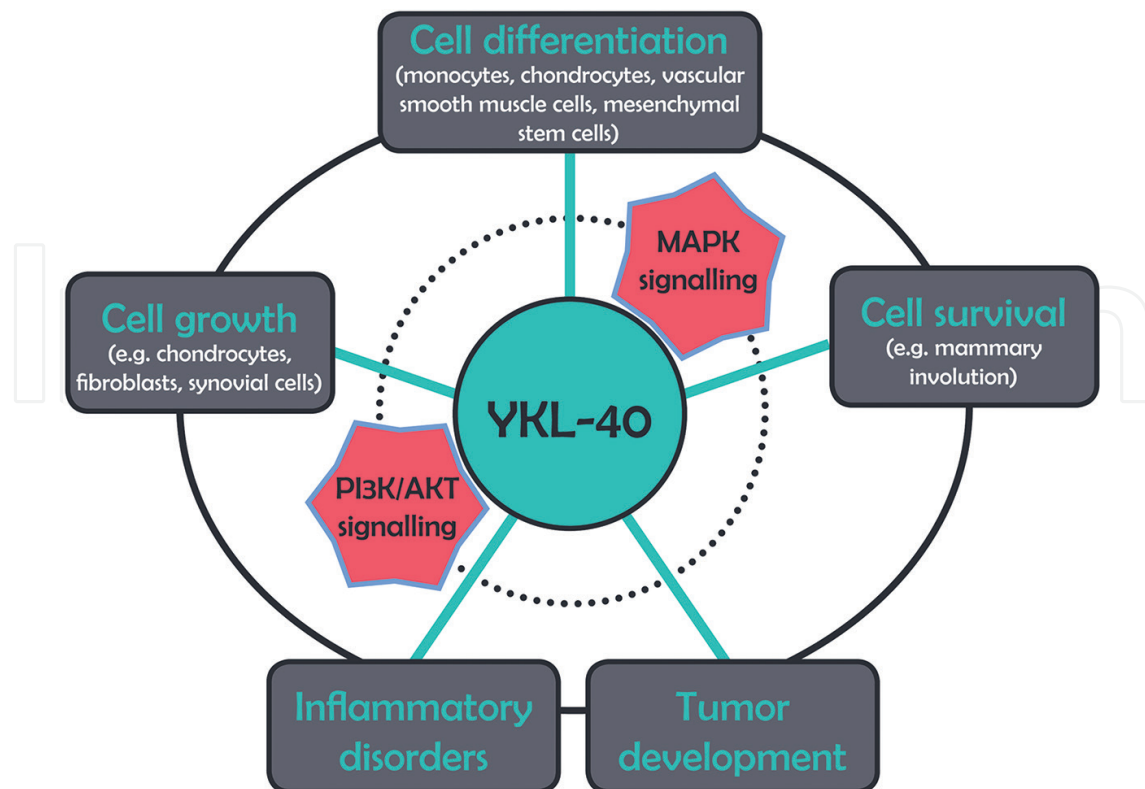 Cell differentiation
(monocytes, chondrocytes, vascular
smooth muscle cells, mesenchymal
stem cells)
MAPK
signalling
Cell growth
(e.g. chondrocytes,
fibroblasts, synovial cells)
Cell survival
(e.g. mammary
involution)
YKL-40
PI3K/AKT
signalling
Inflammatory
disorders
Tumor
development